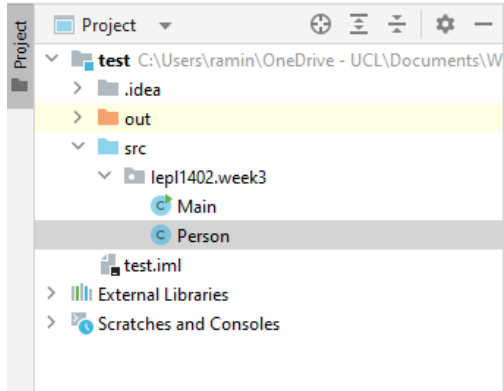 Project
Project
test C:\Users\ramin\OneDrive - UCL\Documents\W
.idea
out
src
lepl1402.week3
C Main
C Person
test.iml
External Libraries
Scratches and Consoles